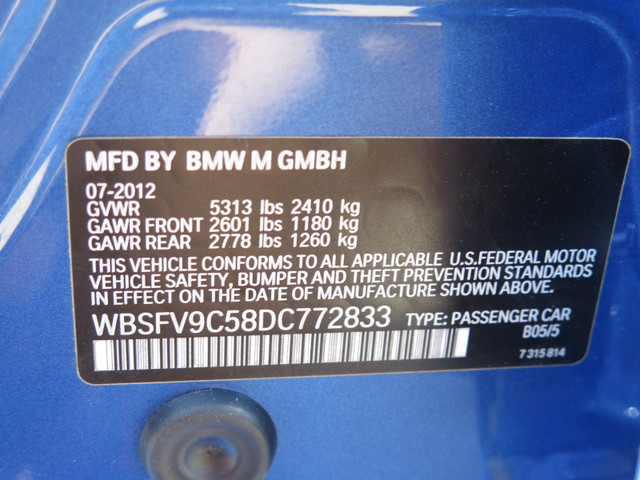 MFD BY BMW M GMBH
07-2012
GVWR 5313 lbs 2410 kg
GAWR FRONT 2601 lbs 1180 kg
GAWR REAR 2778 lbs 1260 kg
THIS VEHICLE CONFORMS TO ALL APPLICABLE U.S.FEDERAL MOTOR
VEHICLE SAFETY, BUMPER AND THEFT PREVENTION STANDARDS
IN EFFECT ON THE DATE OF MANUFACTURE SHOWN ABOVE.
WBSFV9C58DC772833 TYPE: PASSENGER CAR
B05/5
7 315 814